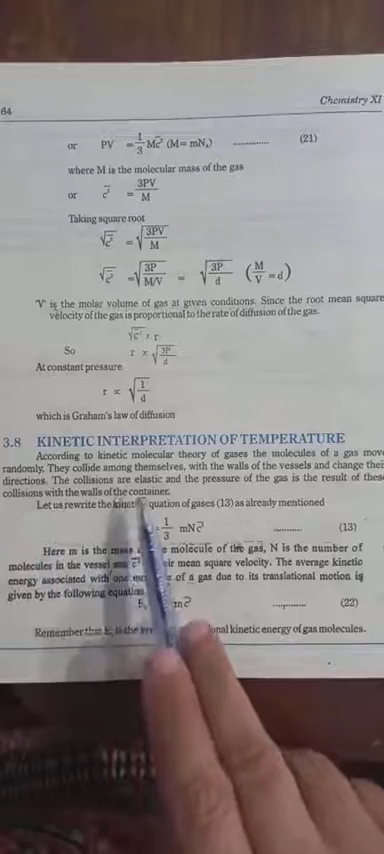 64
Chemistry XI
or PV = 1/3 Mc̄² (M= mNₐ) .............. (21)
where M is the molecular mass of the gas
or c̄² = 3PV/M
Taking square root
√c̄² = √(3PV/M)
√c̄² = √(3P/(M/V)) = √(3P/d) (M/V = d)
'V' is the molar volume of gas at given conditions. Since the root mean square
velocity of the gas is proportional to the rate of diffusion of the gas.
So r ∝ √(3P/d)
At constant pressure
r ∝ √(1/d)
which is Graham's law of diffusion
3.8 KINETIC INTERPRETATION OF TEMPERATURE
According to kinetic molecular theory of gases the molecules of a gas move
randomly. They collide among themselves, with the walls of the vessels and change their
directions. The collisions are elastic and the pressure of the gas is the result of these
collisions with the walls of the container.
Let us rewrite the equation of gases (13) as already mentioned
= 1/3 mN .......... (13)
Here m is the mass molecule of the gas, N is the number of
molecules in the vessel mean square velocity. The average kinetic
energy associated with one of a gas due to its translational motion is
given by the following equation
(22)
Remember that is the kinetic energy of gas molecules.